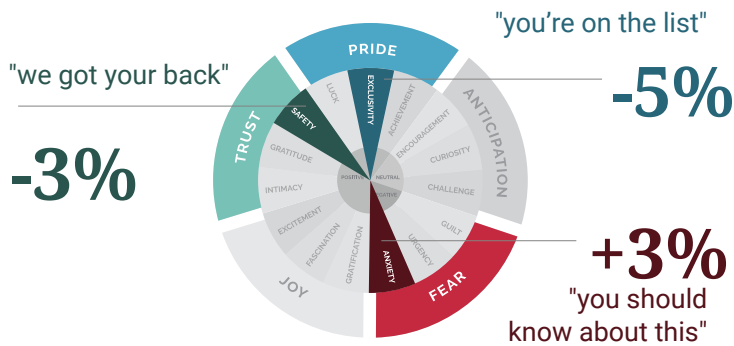 "you're on the list"
-5%
"we got your back"
-3%
PRIDE
ANTICIPATION
FEAR
JOY
TRUST
LUCK
EXCLUSIVITY
ACHIEVEMENT
ENCOURAGEMENT
CURIOSITY
CHALLENGE
GUILT
URGENCY
ANXIETY
GRATIFICATION
FASCINATION
EXCITEMENT
INTIMACY
GRATITUDE
SAFETY
POSITIVE
NEUTRAL
+3%
"you should
know about this"